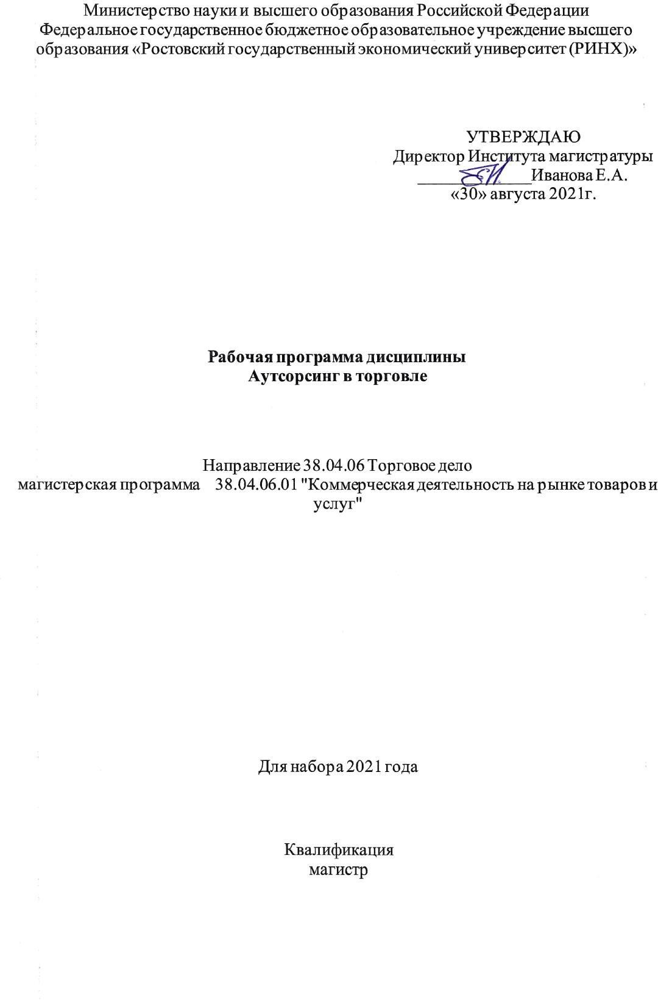 Министерство науки и высшего образования Российской Федерации
Федеральное государственное бюджетное образовательное учреждение высшего
образования «Ростовский государственный экономический университет (РИНХ)»
УТВЕРЖДАЮ
Директор Института магистратуры
_____________Иванова Е.А.
«30» августа 2021г.
Рабочая программа дисциплины
Аутсорсинг в торговле
Направление 38.04.06 Торговое дело
магистерская программа 38.04.06.01 "Коммерческая деятельность на рынке товаров и
услуг"
Для набора 2021 года
Квалификация
магистр